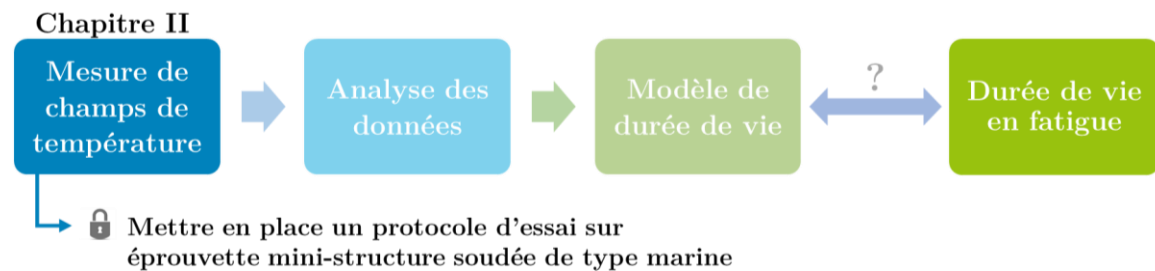 Chapitre II
Mesure de
champs de
température
Analyse des
données
Modèle de
durée de vie
?
Durée de vie
en fatigue
Mettre en place un protocole d'essai sur
éprouvette mini-structure soudée de type marine